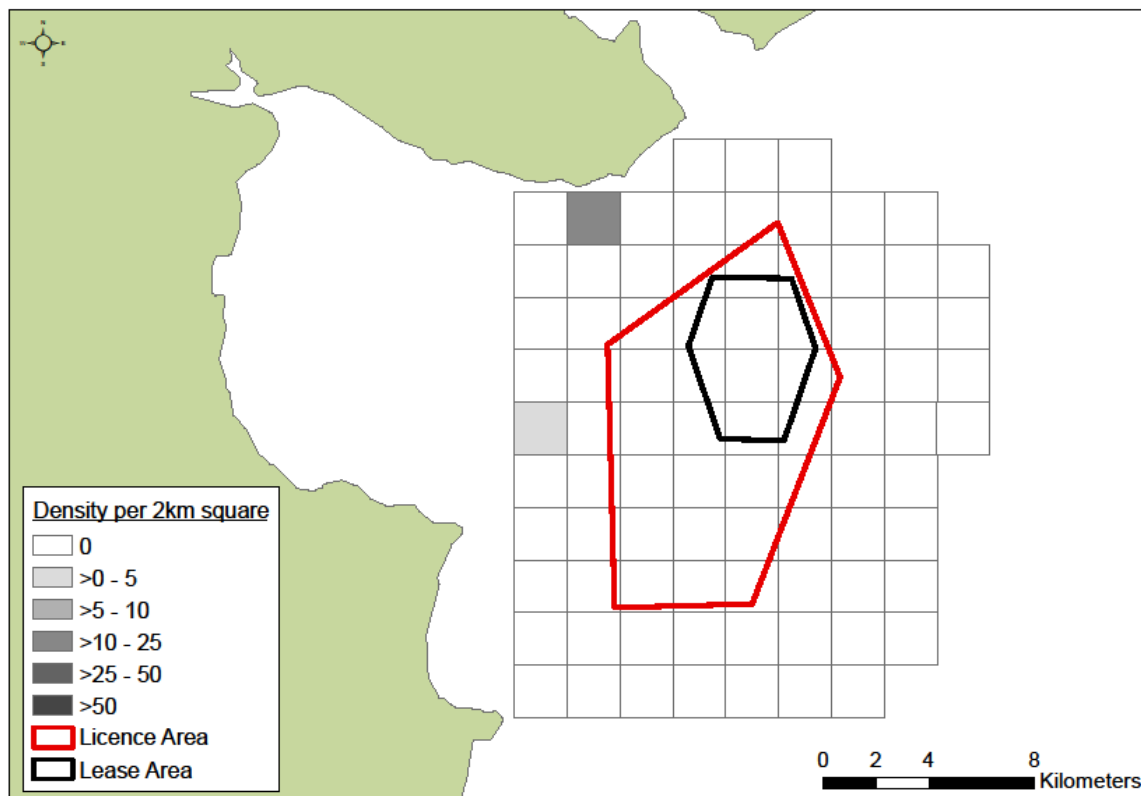 N
W E
S
Density per 2km square
0
>0 - 5
>5 - 10
>10 - 25
>25 - 50
>50
Licence Area
Lease Area
0 2 4 8
Kilometers